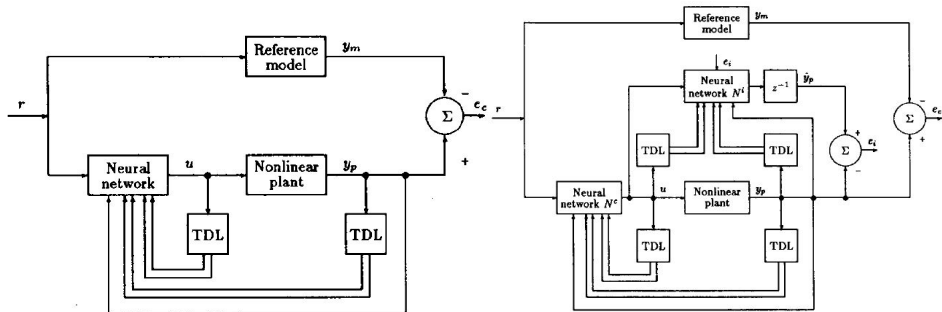 Reference
model
y_m
r
−
Σ
e_c
+
Neural
network
u
Nonlinear
plant
y_p
TDL
TDL
Reference
model
y_m
e_i
Neural
network N^i
z^{-1}
ŷ_p
r
−
Σ
e_c
+
+
Σ
e_i
−
TDL
TDL
Neural
network N^c
u
Nonlinear
plant
y_p
TDL
TDL